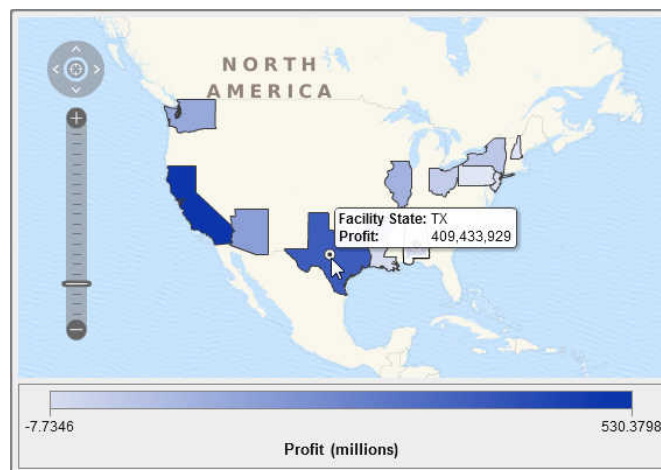 NORTH
AMERICA
Facility State: TX
Profit: 409,433,929
-7.7346
530.3798
Profit (millions)